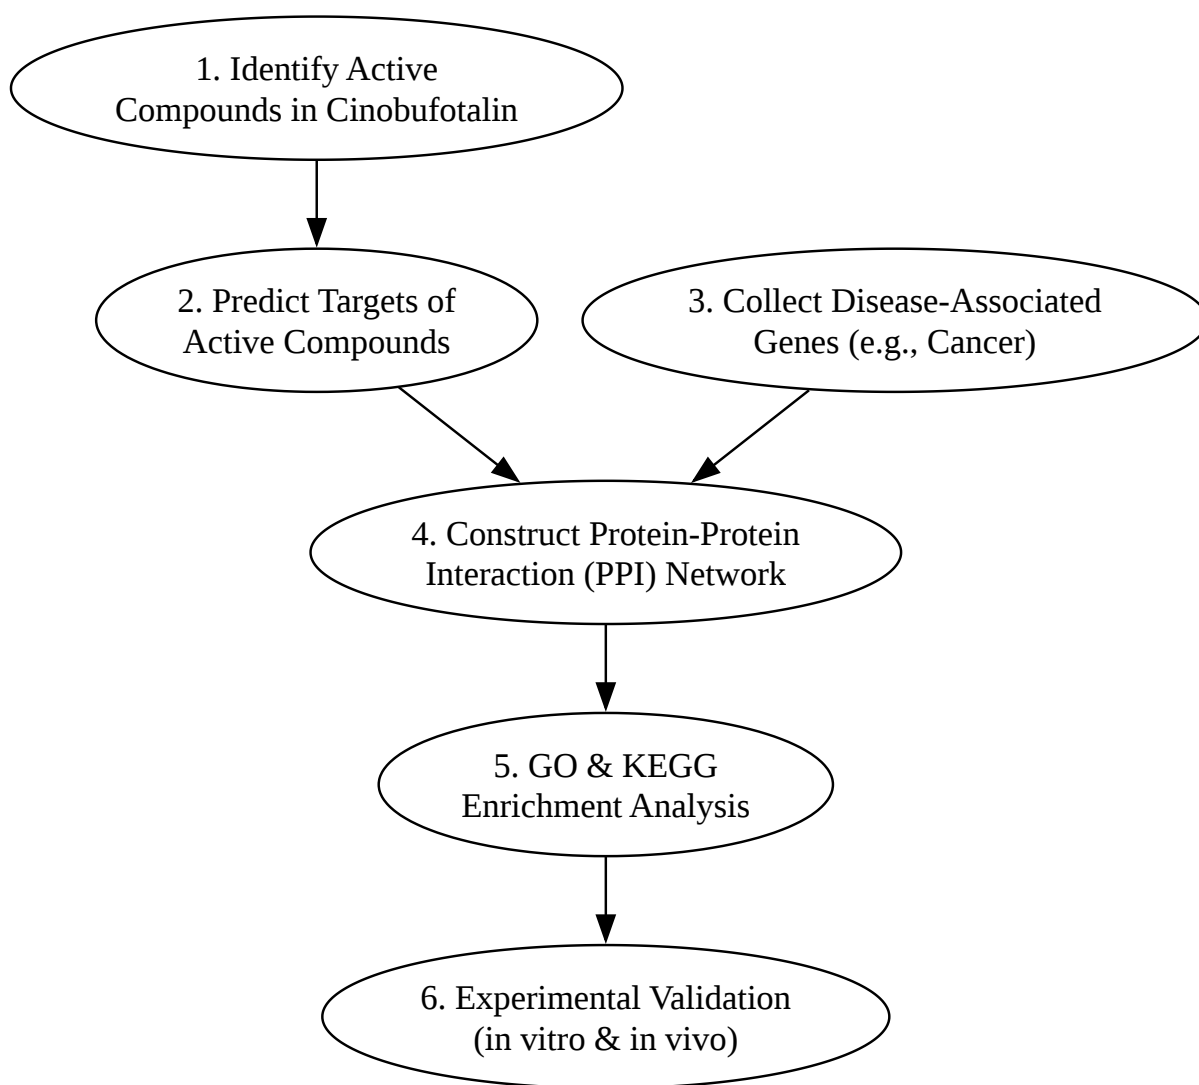 1. Identify Active
Compounds in Cinobufotalin
2. Predict Targets of
Active Compounds
3. Collect Disease-Associated
Genes (e.g., Cancer)
4. Construct Protein-Protein
Interaction (PPI) Network
5. GO & KEGG
Enrichment Analysis
6. Experimental Validation
(in vitro & in vivo)